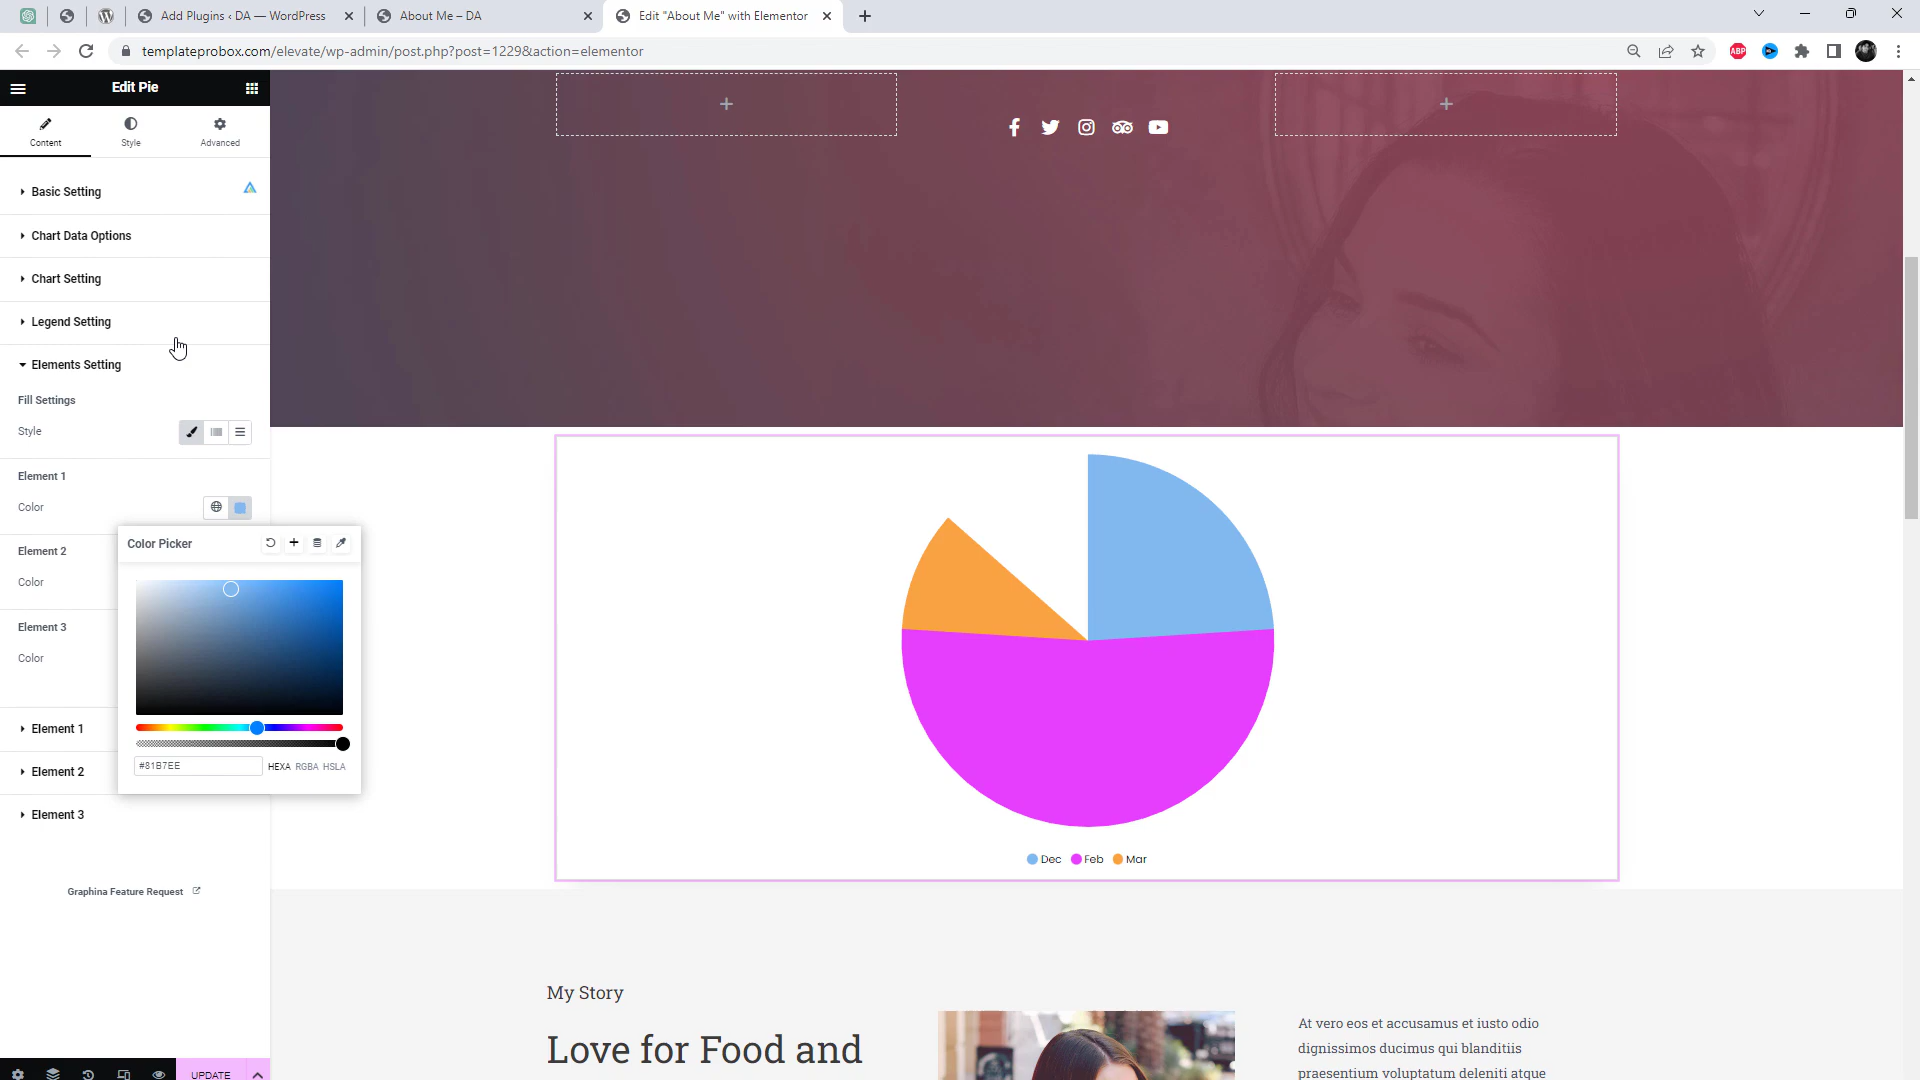 Add Plugins ‹ DA — WordPress
About Me – DA
Edit "About Me" with Elementor
templateprobox.com/elevate/wp-admin/post.php?post=1229&action=elementor
ABP
Edit Pie
Content
Style
Advanced
Basic Setting
Chart Data Options
Chart Setting
Legend Setting
Elements Setting
Fill Settings
Style
Element 1
Color
Element 2
Color
Element 3
Color
Color Picker
#81B7EE
HEXA RGBA HSLA
Element 1
Element 2
Element 3
Graphina Feature Request
UPDATE
Dec Feb Mar
My Story
Love for Food and
At vero eos et accusamus et iusto odio
dignissimos ducimus qui blanditiis
praesentium voluptatum deleniti atque